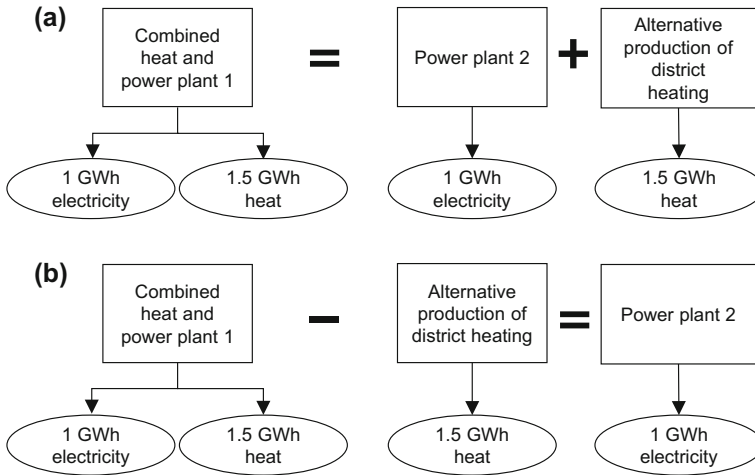 (a)
Combined
heat and
power plant 1
=
Power plant 2
+
Alternative
production of
district
heating
1 GWh
electricity
1.5 GWh
heat
1 GWh
electricity
1.5 GWh
heat
(b)
Combined
heat and
power plant 1
–
Alternative
production of
district heating
=
Power plant 2
1 GWh
electricity
1.5 GWh
heat
1.5 GWh
heat
1 GWh
electricity